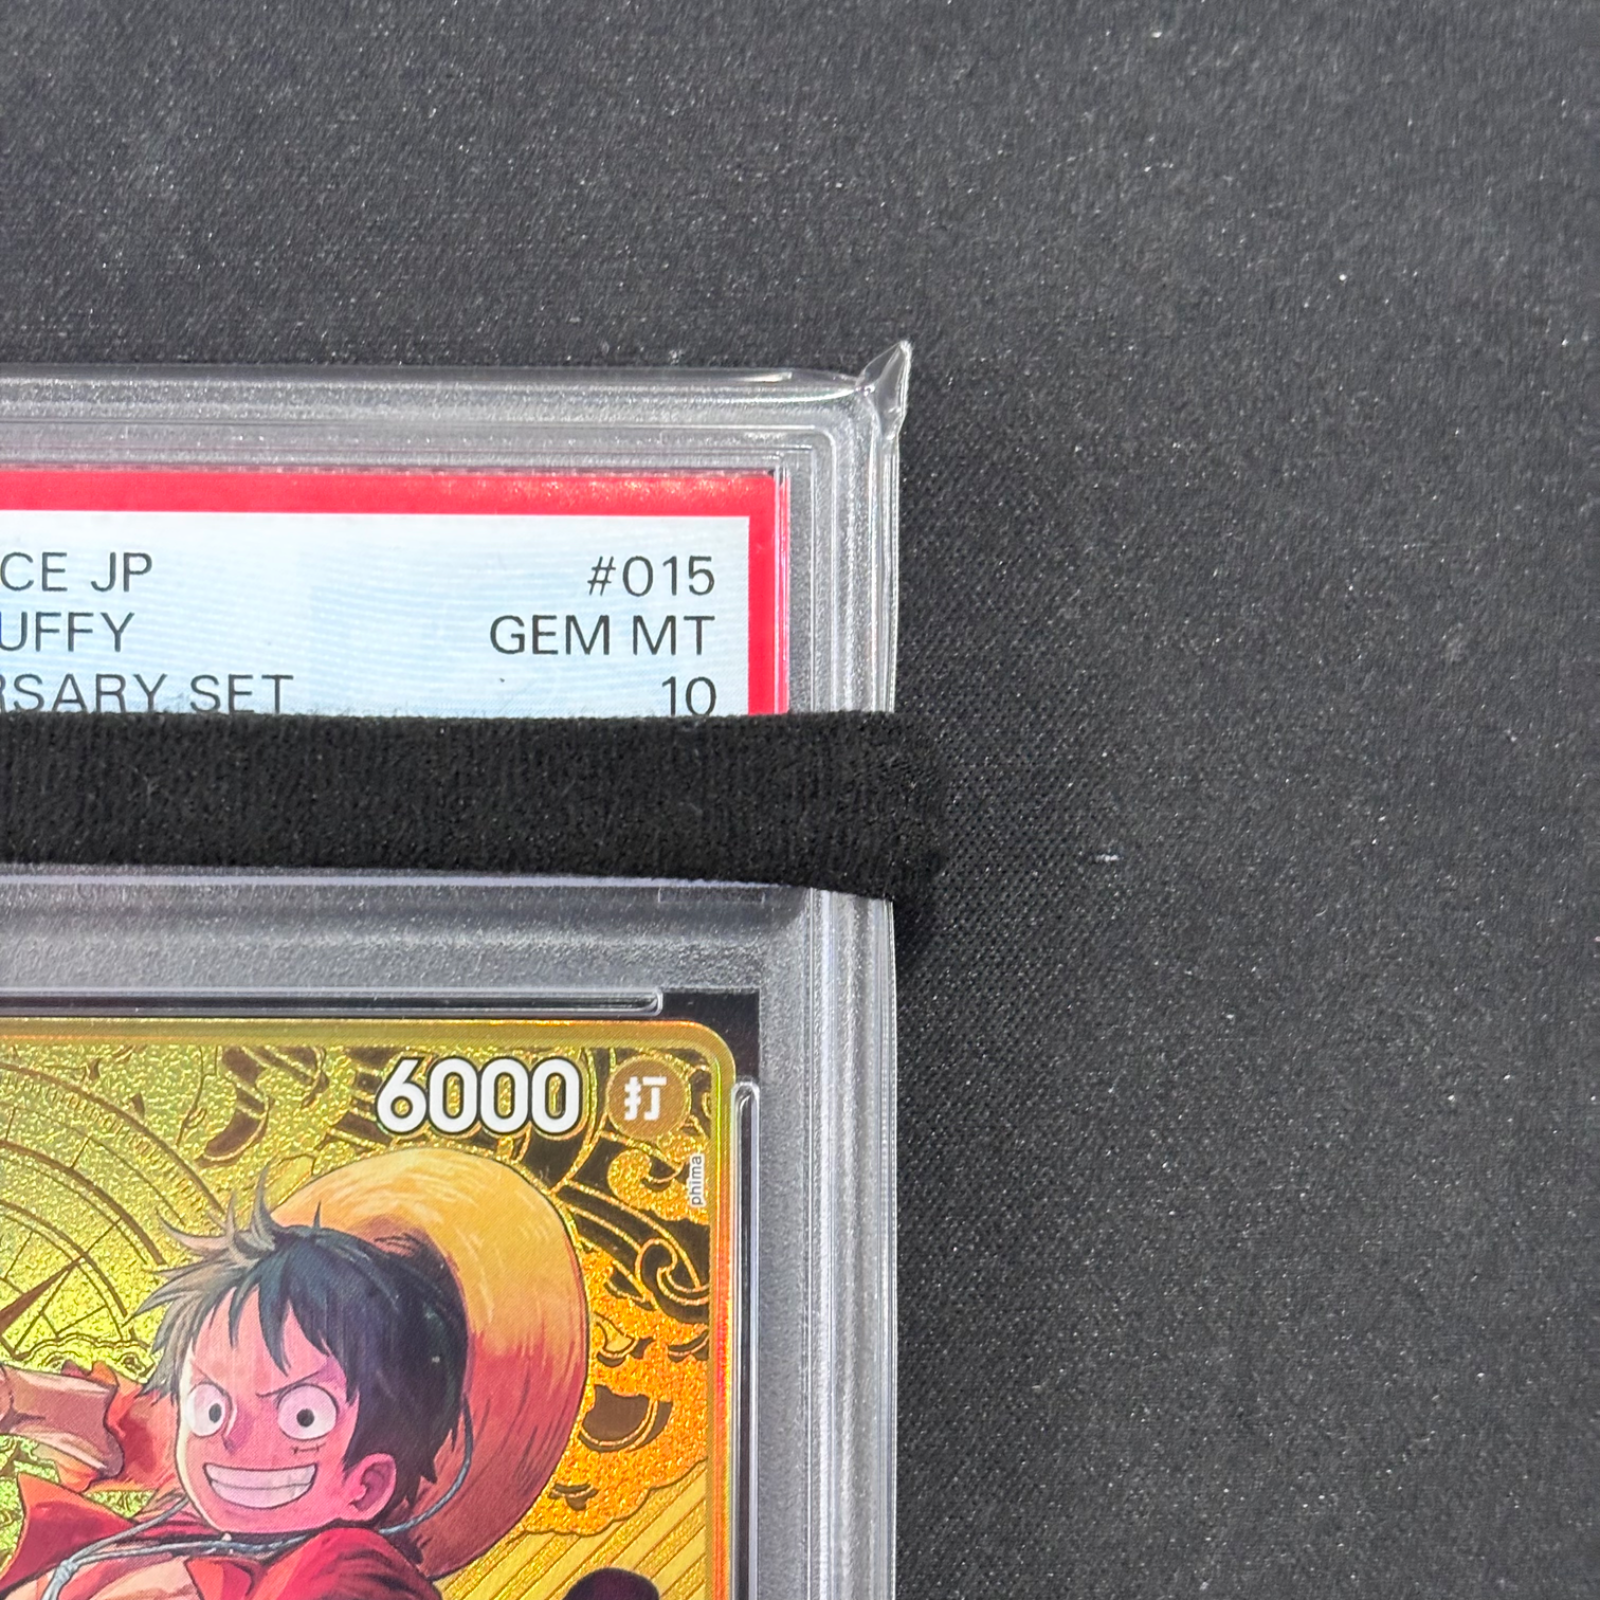 CE JP #015
UFFY GEM MT
RSARY SET 10
6000 打
phima